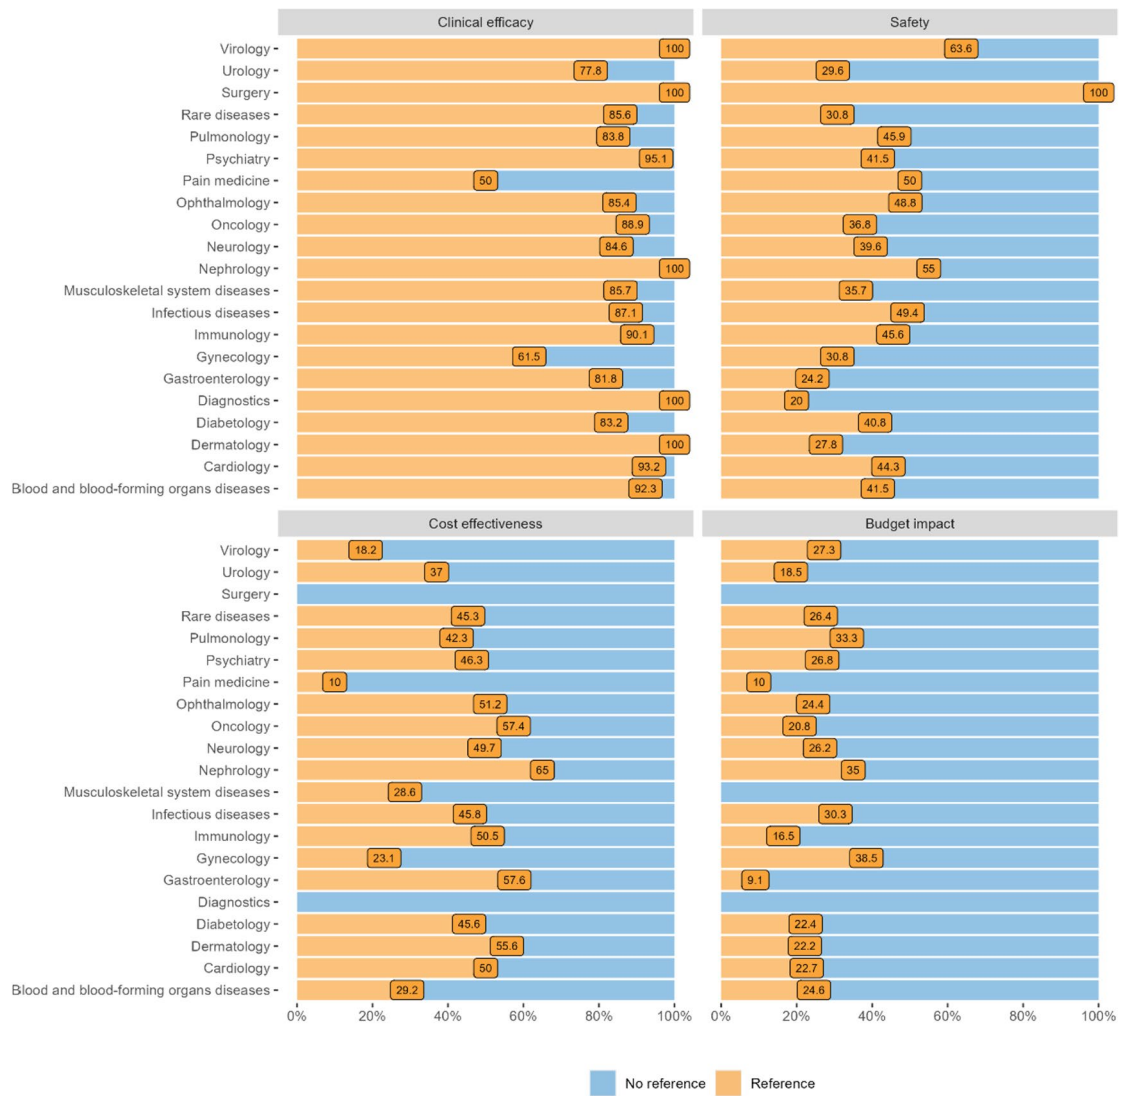 Clinical efficacy Safety
Virology 100 63.6
Urology 77.8 29.6
Surgery 100 100
Rare diseases 85.6 30.8
Pulmonology 83.8 45.9
Psychiatry 95.1 41.5
Pain medicine 50 50
Ophthalmology 85.4 48.8
Oncology 88.9 36.8
Neurology 84.6 39.6
Nephrology 100 55
Musculoskeletal system diseases 85.7 35.7
Infectious diseases 87.1 49.4
Immunology 90.1 45.6
Gynecology 61.5 30.8
Gastroenterology 81.8 24.2
Diagnostics 100 20
Diabetology 83.2 40.8
Dermatology 100 27.8
Cardiology 93.2 44.3
Blood and blood-forming organs diseases 92.3 41.5
Cost effectiveness Budget impact
Virology 18.2 27.3
Urology 37 18.5
Surgery
Rare diseases 45.3 26.4
Pulmonology 42.3 33.3
Psychiatry 46.3 26.8
Pain medicine 10 10
Ophthalmology 51.2 24.4
Oncology 57.4 20.8
Neurology 49.7 26.2
Nephrology 65 35
Musculoskeletal system diseases 28.6
Infectious diseases 45.8 30.3
Immunology 50.5 16.5
Gynecology 23.1 38.5
Gastroenterology 57.6 9.1
Diagnostics
Diabetology 45.6 22.4
Dermatology 55.6 22.2
Cardiology 50 22.7
Blood and blood-forming organs diseases 29.2 24.6
0% 20% 40% 60% 80% 100% 0% 20% 40% 60% 80% 100%
No reference Reference